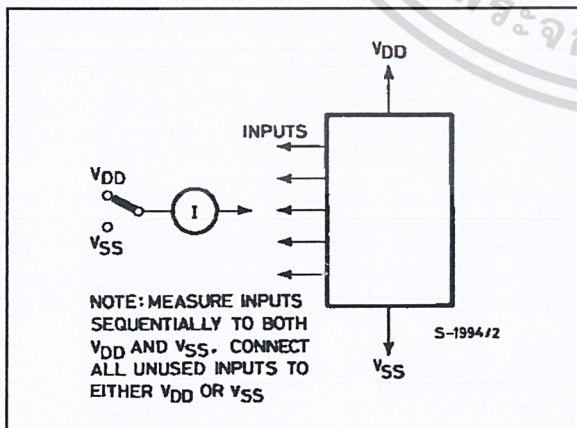 VDD
INPUTS
VDD
I
VSS
NOTE: MEASURE INPUTS
SEQUENTIALLY TO BOTH
VDD AND VSS. CONNECT
ALL UNUSED INPUTS TO
EITHER VDD OR VSS
S-1994/2
VSS